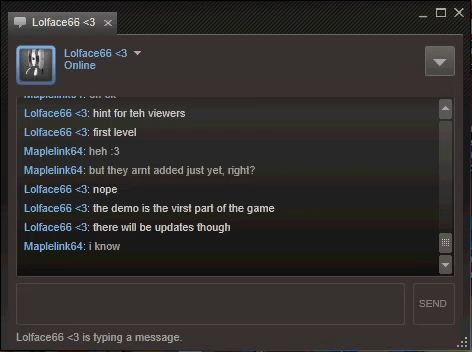 Lolface66 <3
Lolface66 <3
Online
Lolface66 <3: hint for teh viewers
Lolface66 <3: first level
Maplelink64: heh :3
Maplelink64: but they arnt added just yet, right?
Lolface66 <3: nope
Lolface66 <3: the demo is the virst part of the game
Lolface66 <3: there will be updates though
Maplelink64: i know
SEND
Lolface66 <3 is typing a message.